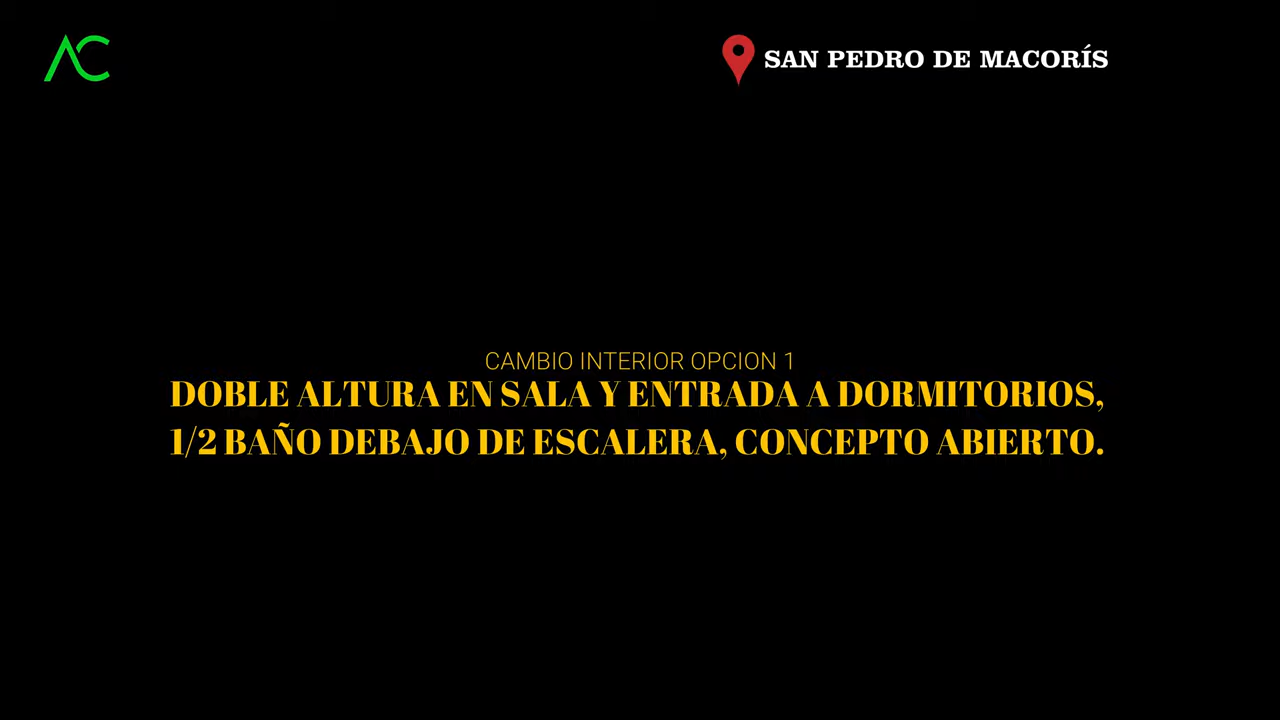 AC
SAN PEDRO DE MACORÍS
CAMBIO INTERIOR OPCION 1
DOBLE ALTURA EN SALA Y ENTRADA A DORMITORIOS,
1/2 BAÑO DEBAJO DE ESCALERA, CONCEPTO ABIERTO.